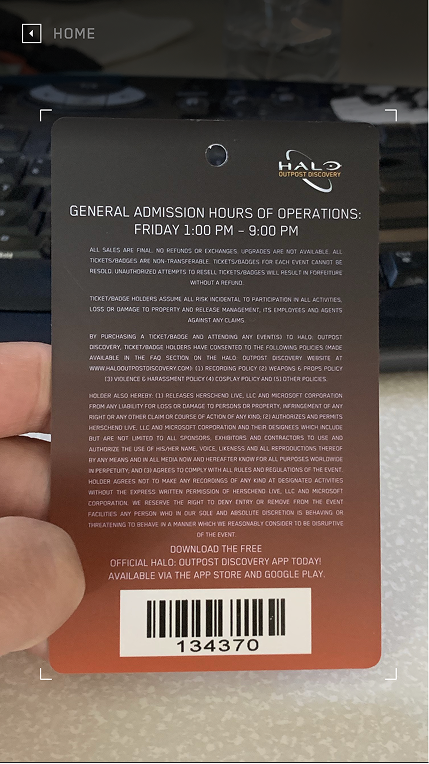 HOME
HALO
OUTPOST DISCOVERY
GENERAL ADMISSION HOURS OF OPERATIONS:
FRIDAY 1:00 PM – 9:00 PM
ALL SALES ARE FINAL. NO REFUNDS OR EXCHANGES. UPGRADES ARE NOT AVAILABLE. ALL
TICKETS/BADGES ARE NON-TRANSFERABLE. TICKETS/BADGES FOR EACH EVENT CANNOT BE
RESOLD. UNAUTHORIZED ATTEMPTS TO RESELL TICKETS/BADGES WILL RESULT IN FORFEITURE
WITHOUT A REFUND.
TICKET/BADGE HOLDERS ASSUME ALL RISK INCIDENTAL TO PARTICIPATION IN ALL ACTIVITIES,
LOSS OR DAMAGE TO PROPERTY AND RELEASE MANAGEMENT, ITS EMPLOYEES AND AGENTS
AGAINST ANY CLAIMS
BY PURCHASING A TICKET/BADGE AND ATTENDING ANY EVENT(S) TO HALO: OUTPOST
DISCOVERY, TICKET/BADGE HOLDERS HAVE CONSENTED TO THE FOLLOWING POLICIES (MADE
AVAILABLE IN THE FAQ SECTION ON THE HALO: OUTPOST DISCOVERY WEBSITE AT
WWW.HALOOUTPOSTDISCOVERY.COM): (1) RECORDING POLICY (2) WEAPONS & PROPS POLICY
(3) VIOLENCE & HARASSMENT POLICY (4) COSPLAY POLICY AND (5) OTHER POLICIES.
HOLDER ALSO HEREBY: (1) RELEASES HERSCHEND LIVE, LLC AND MICROSOFT CORPORATION
FROM ANY LIABILITY FOR LOSS OR DAMAGE TO PERSONS OR PROPERTY, INFRINGEMENT OF ANY
RIGHT OR ANY OTHER CLAIM OR COURSE OF ACTION OF ANY KIND; (2) AUTHORIZES AND PERMITS
HERSCHEND LIVE, LLC AND MICROSOFT CORPORATION AND THEIR DESIGNEES WHICH INCLUDE
BUT ARE NOT LIMITED TO ALL SPONSORS, EXHIBITORS AND CONTRACTORS TO USE AND
AUTHORIZE THE USE OF HIS/HER NAME, VOICE, LIKENESS AND ALL REPRODUCTIONS THEREOF
BY ANY MEANS AND IN ALL MEDIA NOW AND HEREAFTER KNOW FOR ALL PURPOSES WORLDWIDE
IN PERPETUITY; AND (3) AGREES TO COMPLY WITH ALL RULES AND REGULATIONS OF THE EVENT.
HOLDER AGREES NOT TO MAKE ANY RECORDINGS OF ANY KIND AT DESIGNATED ACTIVITIES
WITHOUT THE EXPRESS WRITTEN PERMISSION OF HERSCHEND LIVE, LLC AND MICROSOFT
CORPORATION. WE RESERVE THE RIGHT TO DENY ENTRY OR REMOVE FROM THE EVENT
FACILITIES ANY PERSON WHO IN OUR SOLE AND ABSOLUTE DISCRETION IS BEHAVING OR
THREATENING TO BEHAVE IN A MANNER WHICH WE REASONABLY CONSIDER TO BE DISRUPTIVE
OF THE EVENT.
DOWNLOAD THE FREE
OFFICIAL HALO: OUTPOST DISCOVERY APP TODAY!
AVAILABLE VIA THE APP STORE AND GOOGLE PLAY.
134370